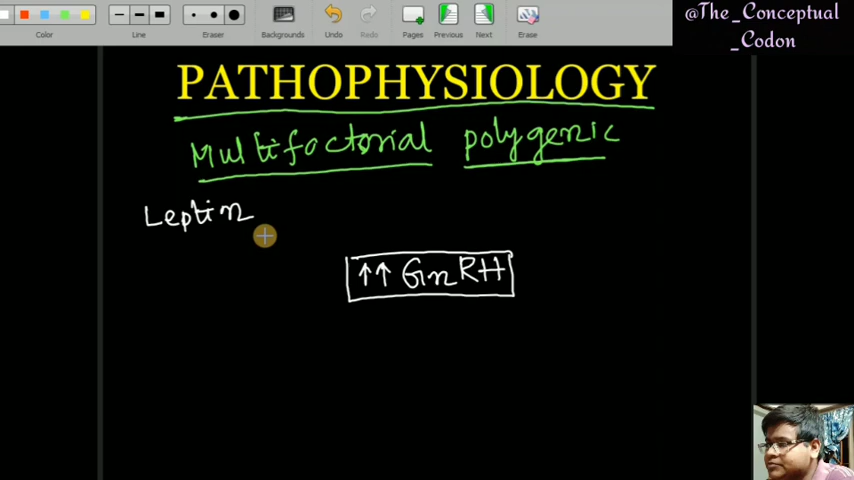 @The_Conceptual
_Codon
Color
Line
Eraser
Backgrounds
Undo
Redo
Pages
Previous
Next
Erase
PATHOPHYSIOLOGY
Multifactorial polygenic
Leptin
↑↑ GnRH